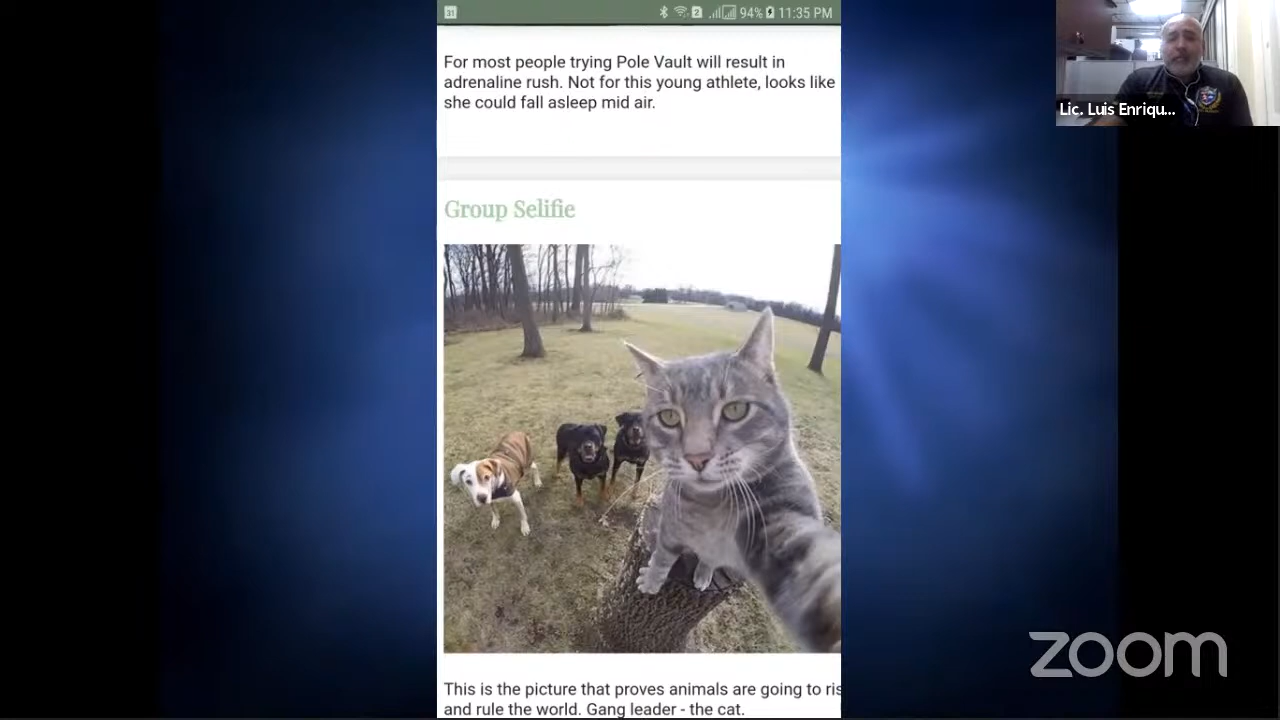 31
2 94% 11:35 PM
For most people trying Pole Vault will result in
adrenaline rush. Not for this young athlete, looks like
she could fall asleep mid air.
Group Selifie
This is the picture that proves animals are going to ris
and rule the world. Gang leader - the cat.
Lic. Luis Enriqu...
zoom